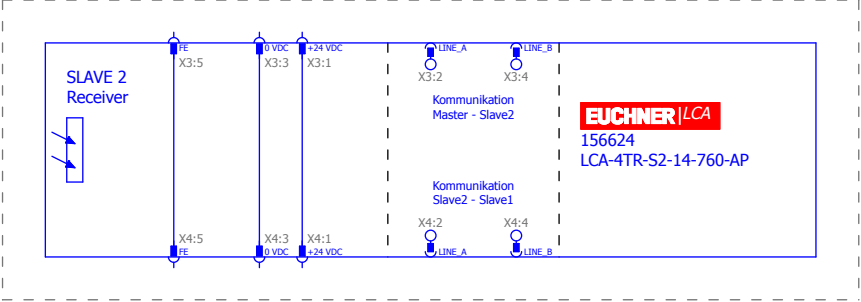 FE
0 VDC
+24 VDC
LINE_A
LINE_B
X3:5
X3:3
X3:1
X3:2
X3:4
SLAVE 2
Receiver
Kommunikation
Master - Slave2
EUCHNER LCA
156624
LCA-4TR-S2-14-760-AP
Kommunikation
Slave2 - Slave1
X4:5
X4:3
X4:1
X4:2
X4:4
FE
0 VDC
+24 VDC
LINE_A
LINE_B